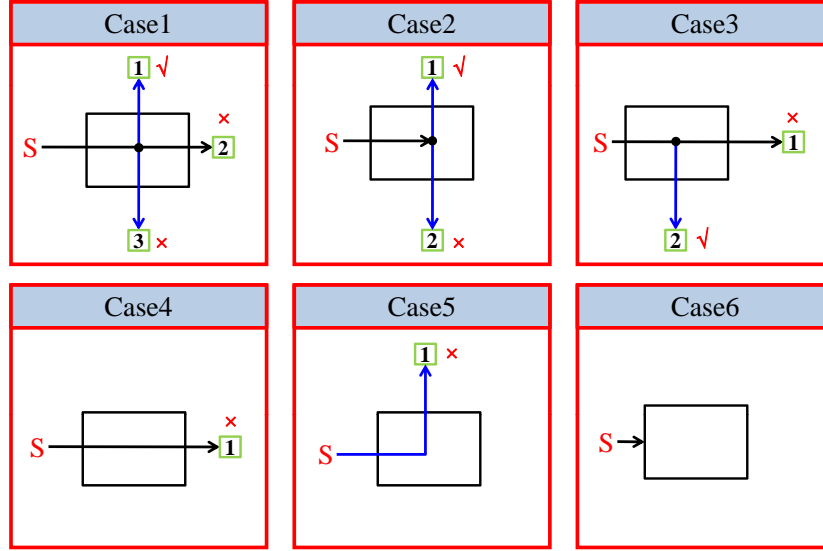 Case1
1 √
×
S
2
3 ×
Case2
1 √
S
2 ×
Case3
×
S
1
2 √
Case4
×
S
1
Case5
1 ×
S
Case6
S